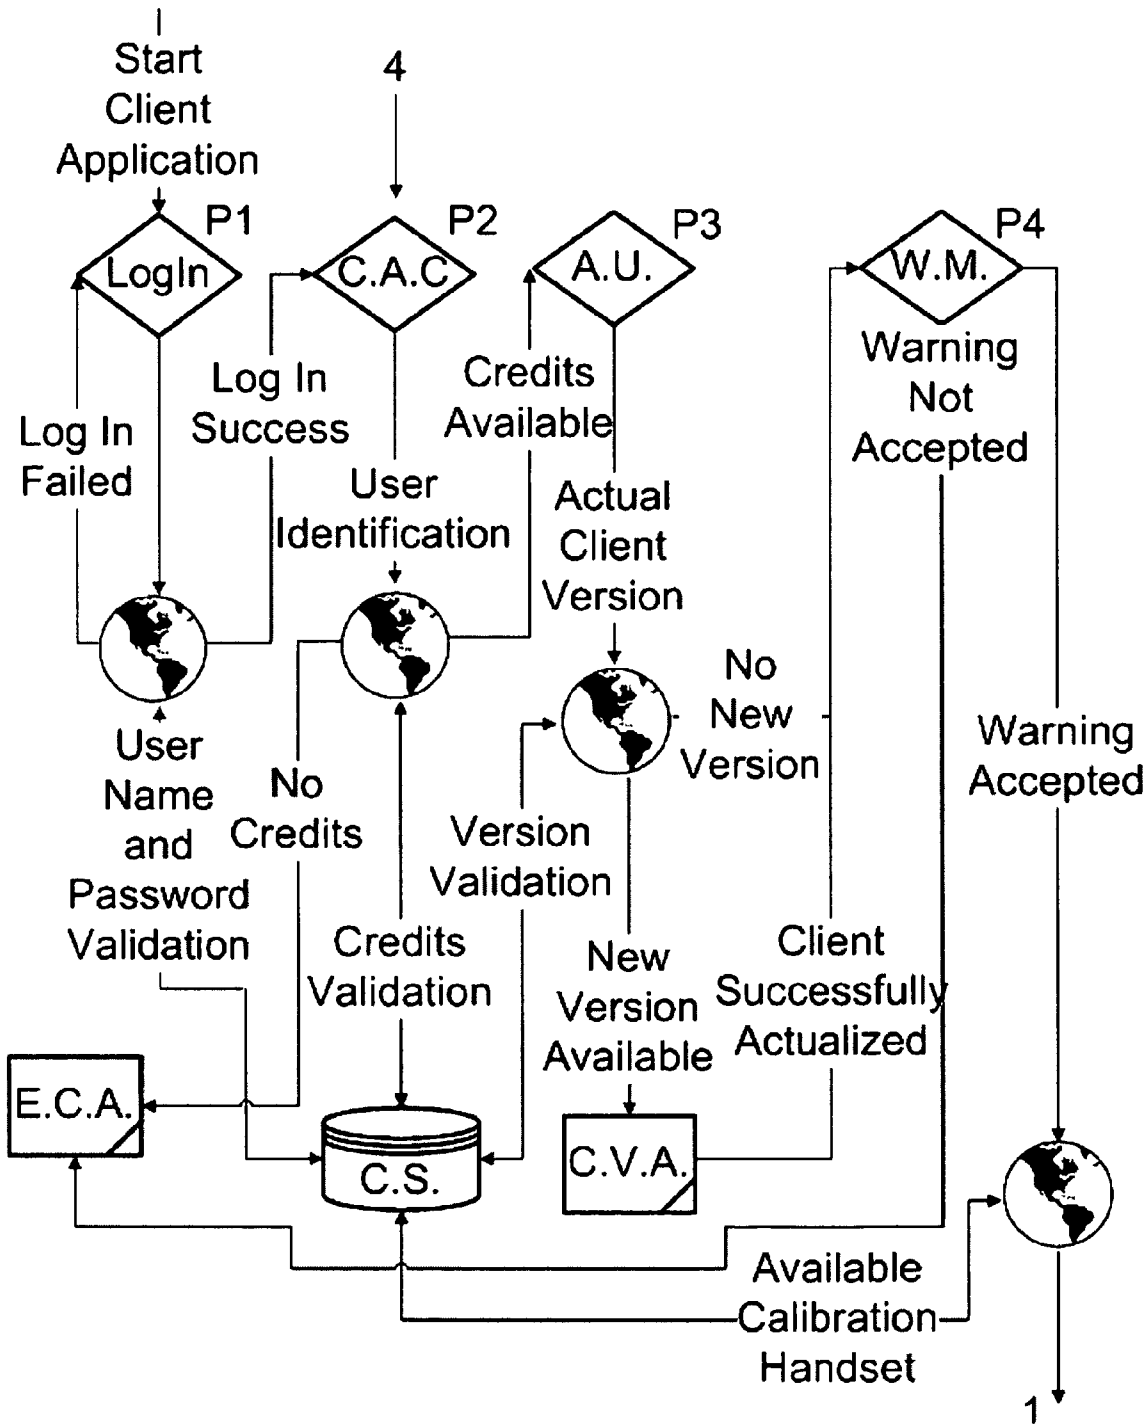 Start
Client
Application
4
P1
P2
P3
P4
LogIn
C.A.C
A.U.
W.M.
Log In
Failed
Log In
Success
User
Identification
Credits
Available
Actual
Client
Version
Warning
Not
Accepted
No
New
Version
Warning
Accepted
User
Name
and
Password
Validation
No
Credits
Credits
Validation
Version
Validation
New
Version
Available
Client
Successfully
Actualized
E.C.A.
C.S.
C.V.A.
Available
Calibration
Handset
1